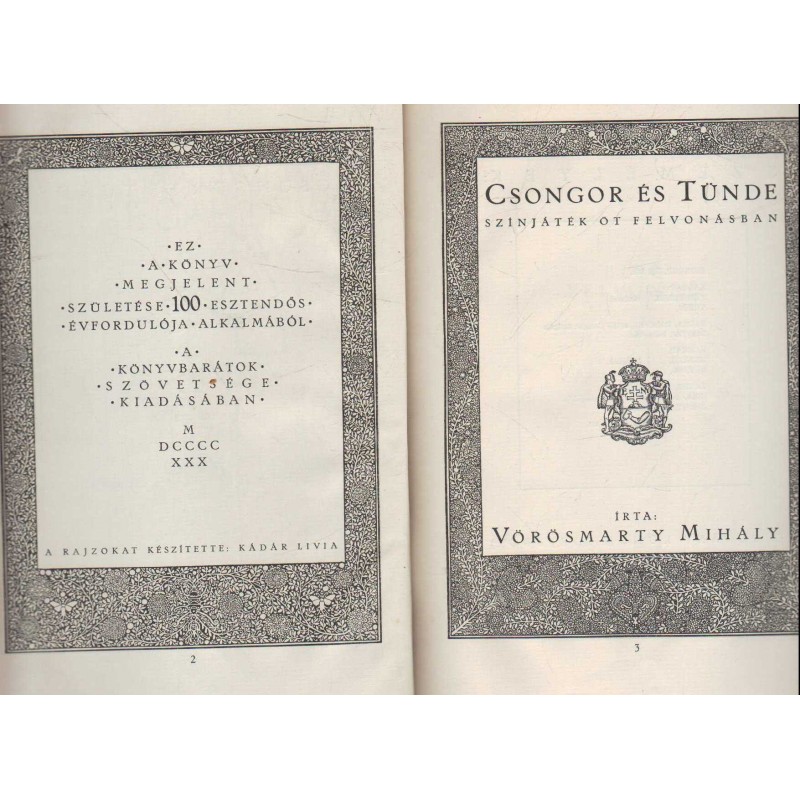 ·EZ·
·A·KÖNYV·
MEGJELENT
·SZÜLETÉSE·100·ESZTENDŐS·
·ÉVFORDULÓJA·ALKALMÁBÓL·
·A·
KÖNYVBARÁTOK
·SZÖVETSÉGE·
·KIADÁSÁBAN·
M
DCCCC
XXX
A RAJZOKAT KÉSZÍTETTE: KÁDÁR LIVIA
2
CSONGOR ÉS TÜNDE
SZINJÁTÉK ÖT FELVONÁSBAN
ÍRTA:
VÖRÖSMARTY MIHÁLY
3